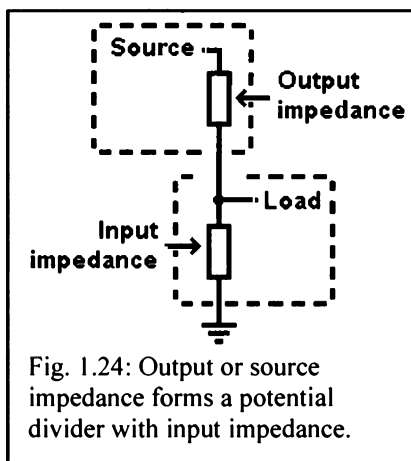 Source
Output
impedance
Load
Input
impedance
Fig. 1.24: Output or source
impedance forms a potential
divider with input impedance.